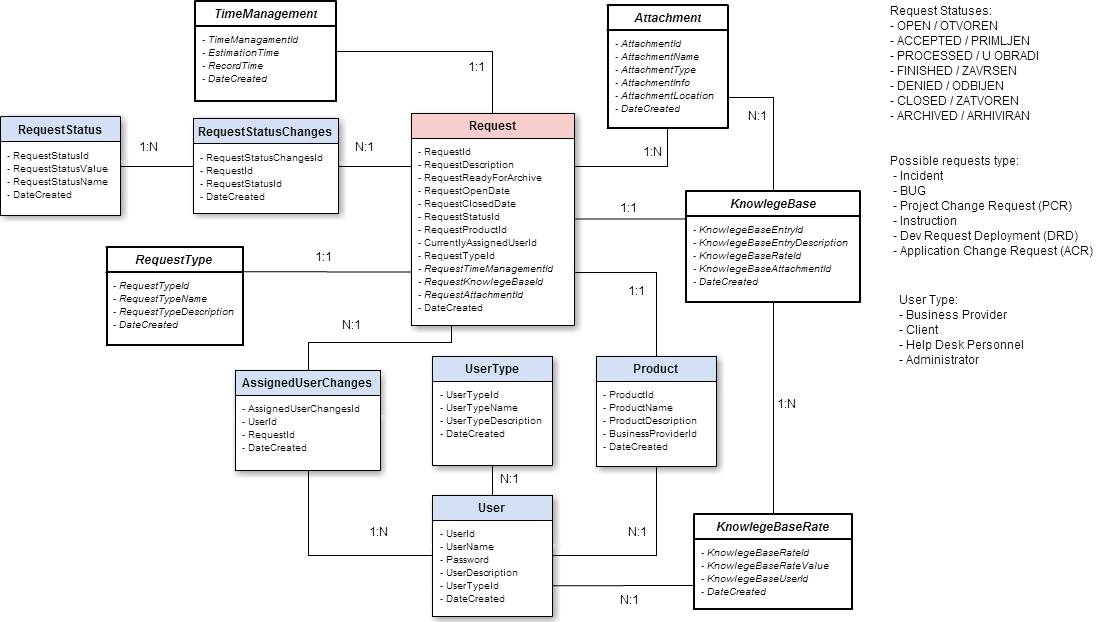 TimeManagement
- TimeManagamentId
- EstimationTime
- RecordTime
- DateCreated
Attachment
- AttachmentId
- AttachmentName
- AttachmentType
- AttachmentInfo
- AttachmentLocation
- DateCreated
Request Statuses:
- OPEN / OTVOREN
- ACCEPTED / PRIMLJEN
- PROCESSED / U OBRADI
- FINISHED / ZAVRSEN
- DENIED / ODBIJEN
- CLOSED / ZATVOREN
- ARCHIVED / ARHIVIRAN
1:1
N:1
1:N
RequestStatus
- RequestStatusId
- RequestStatusValue
- RequestStatusName
- DateCreated
1:N
RequestStatusChanges
- RequestStatusChangesId
- RequestId
- RequestStatusId
- DateCreated
N:1
Request
- RequestId
- RequestDescription
- RequestReadyForArchive
- RequestOpenDate
- RequestClosedDate
- RequestStatusId
- RequestProductId
- CurrentlyAssignedUserId
- RequestTypeId
- RequestTimeManagementId
- RequestKnowlegeBaseId
- RequestAttachmentId
- DateCreated
1:1
KnowlegeBase
- KnowlegeBaseEntryId
- KnowlegeBaseEntryDescription
- KnowlegeBaseRateId
- KnowlegeBaseAttachmentId
- DateCreated
Possible requests type:
- Incident
- BUG
- Project Change Request (PCR)
- Instruction
- Dev Request Deployment (DRD)
- Application Change Request (ACR)
RequestType
- RequestTypeId
- RequestTypeName
- RequestTypeDescription
- DateCreated
1:1
1:1
User Type:
- Business Provider
- Client
- Help Desk Personnel
- Administrator
N:1
AssignedUserChanges
- AssignedUserChangesId
- UserId
- RequestId
- DateCreated
UserType
- UserTypeId
- UserTypeName
- UserTypeDescription
- DateCreated
Product
- ProductId
- ProductName
- ProductDescription
- BusinessProviderId
- DateCreated
1:N
N:1
1:N
User
- UserId
- UserName
- Password
- UserDescription
- UserTypeId
- DateCreated
N:1
KnowlegeBaseRate
- KnowlegeBaseRateId
- KnowlegeBaseRateValue
- KnowlegeBaseUserId
- DateCreated
N:1